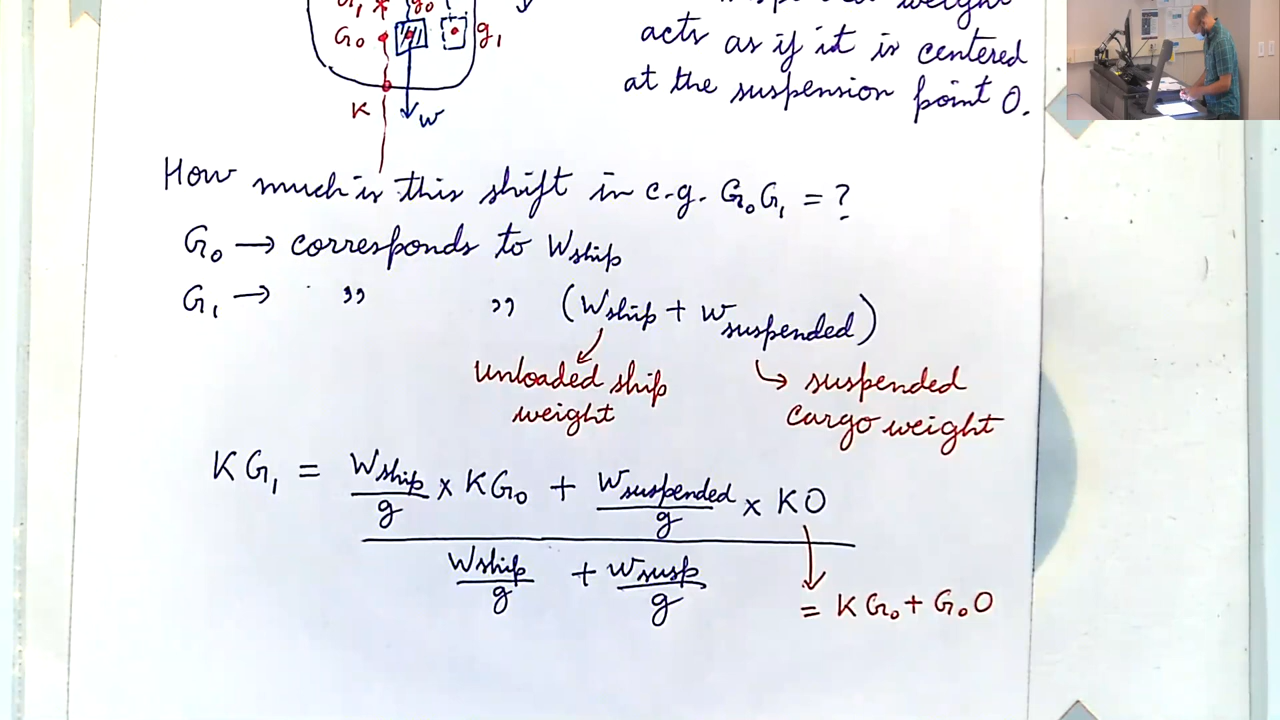 G₁ g₀
G₀ g₁
acts as if it is centered
at the suspension point O.
K W
How much is this shift in c.g. G₀G₁ = ?
G₀ → corresponds to Wship
G₁ → " " (Wship + wsuspended)
unloaded ship weight
suspended cargo weight
KG₁ = Wship/g × KG₀ + wsuspended/g × KO
Wship/g + wsusp/g
= KG₀ + G₀O